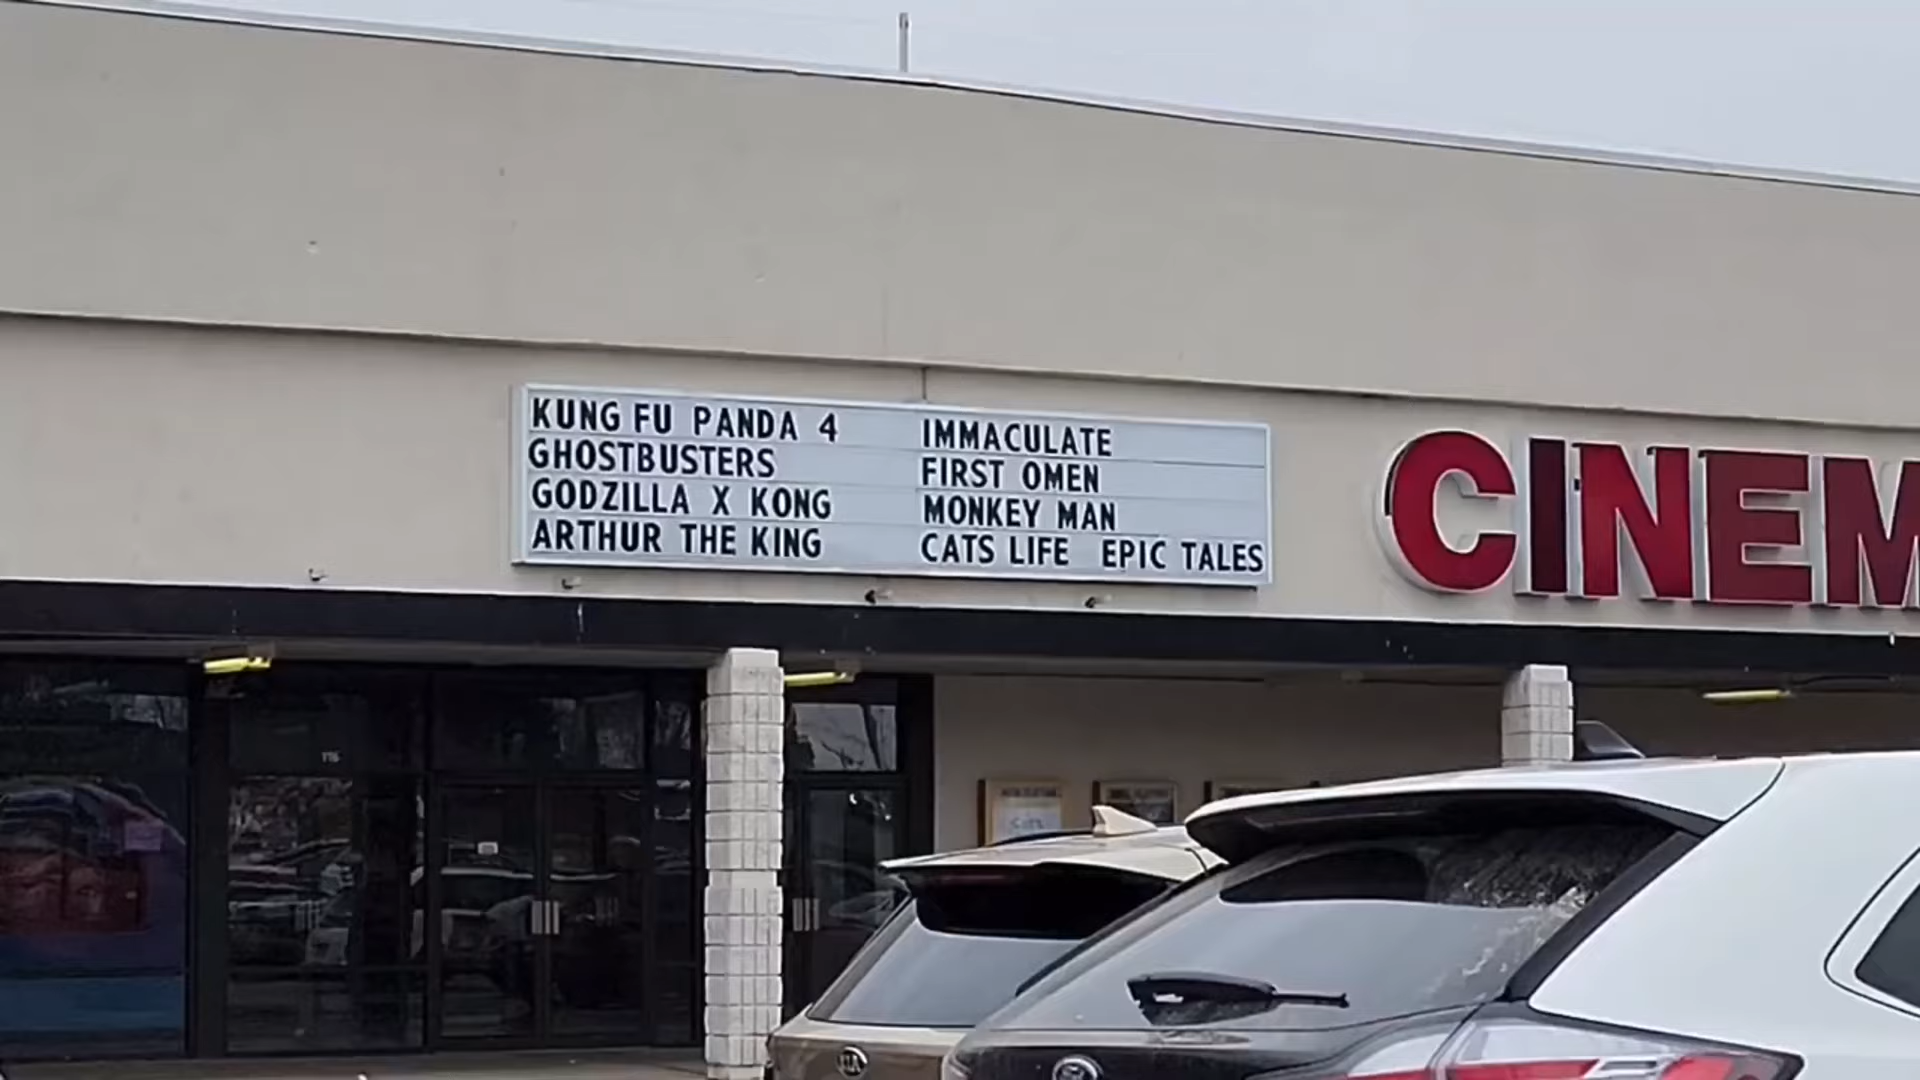 KUNG FU PANDA 4
GHOSTBUSTERS
GODZILLA X KONG
ARTHUR THE KING
IMMACULATE
FIRST OMEN
MONKEY MAN
CATS LIFE EPIC TALES
CINEM
KIA